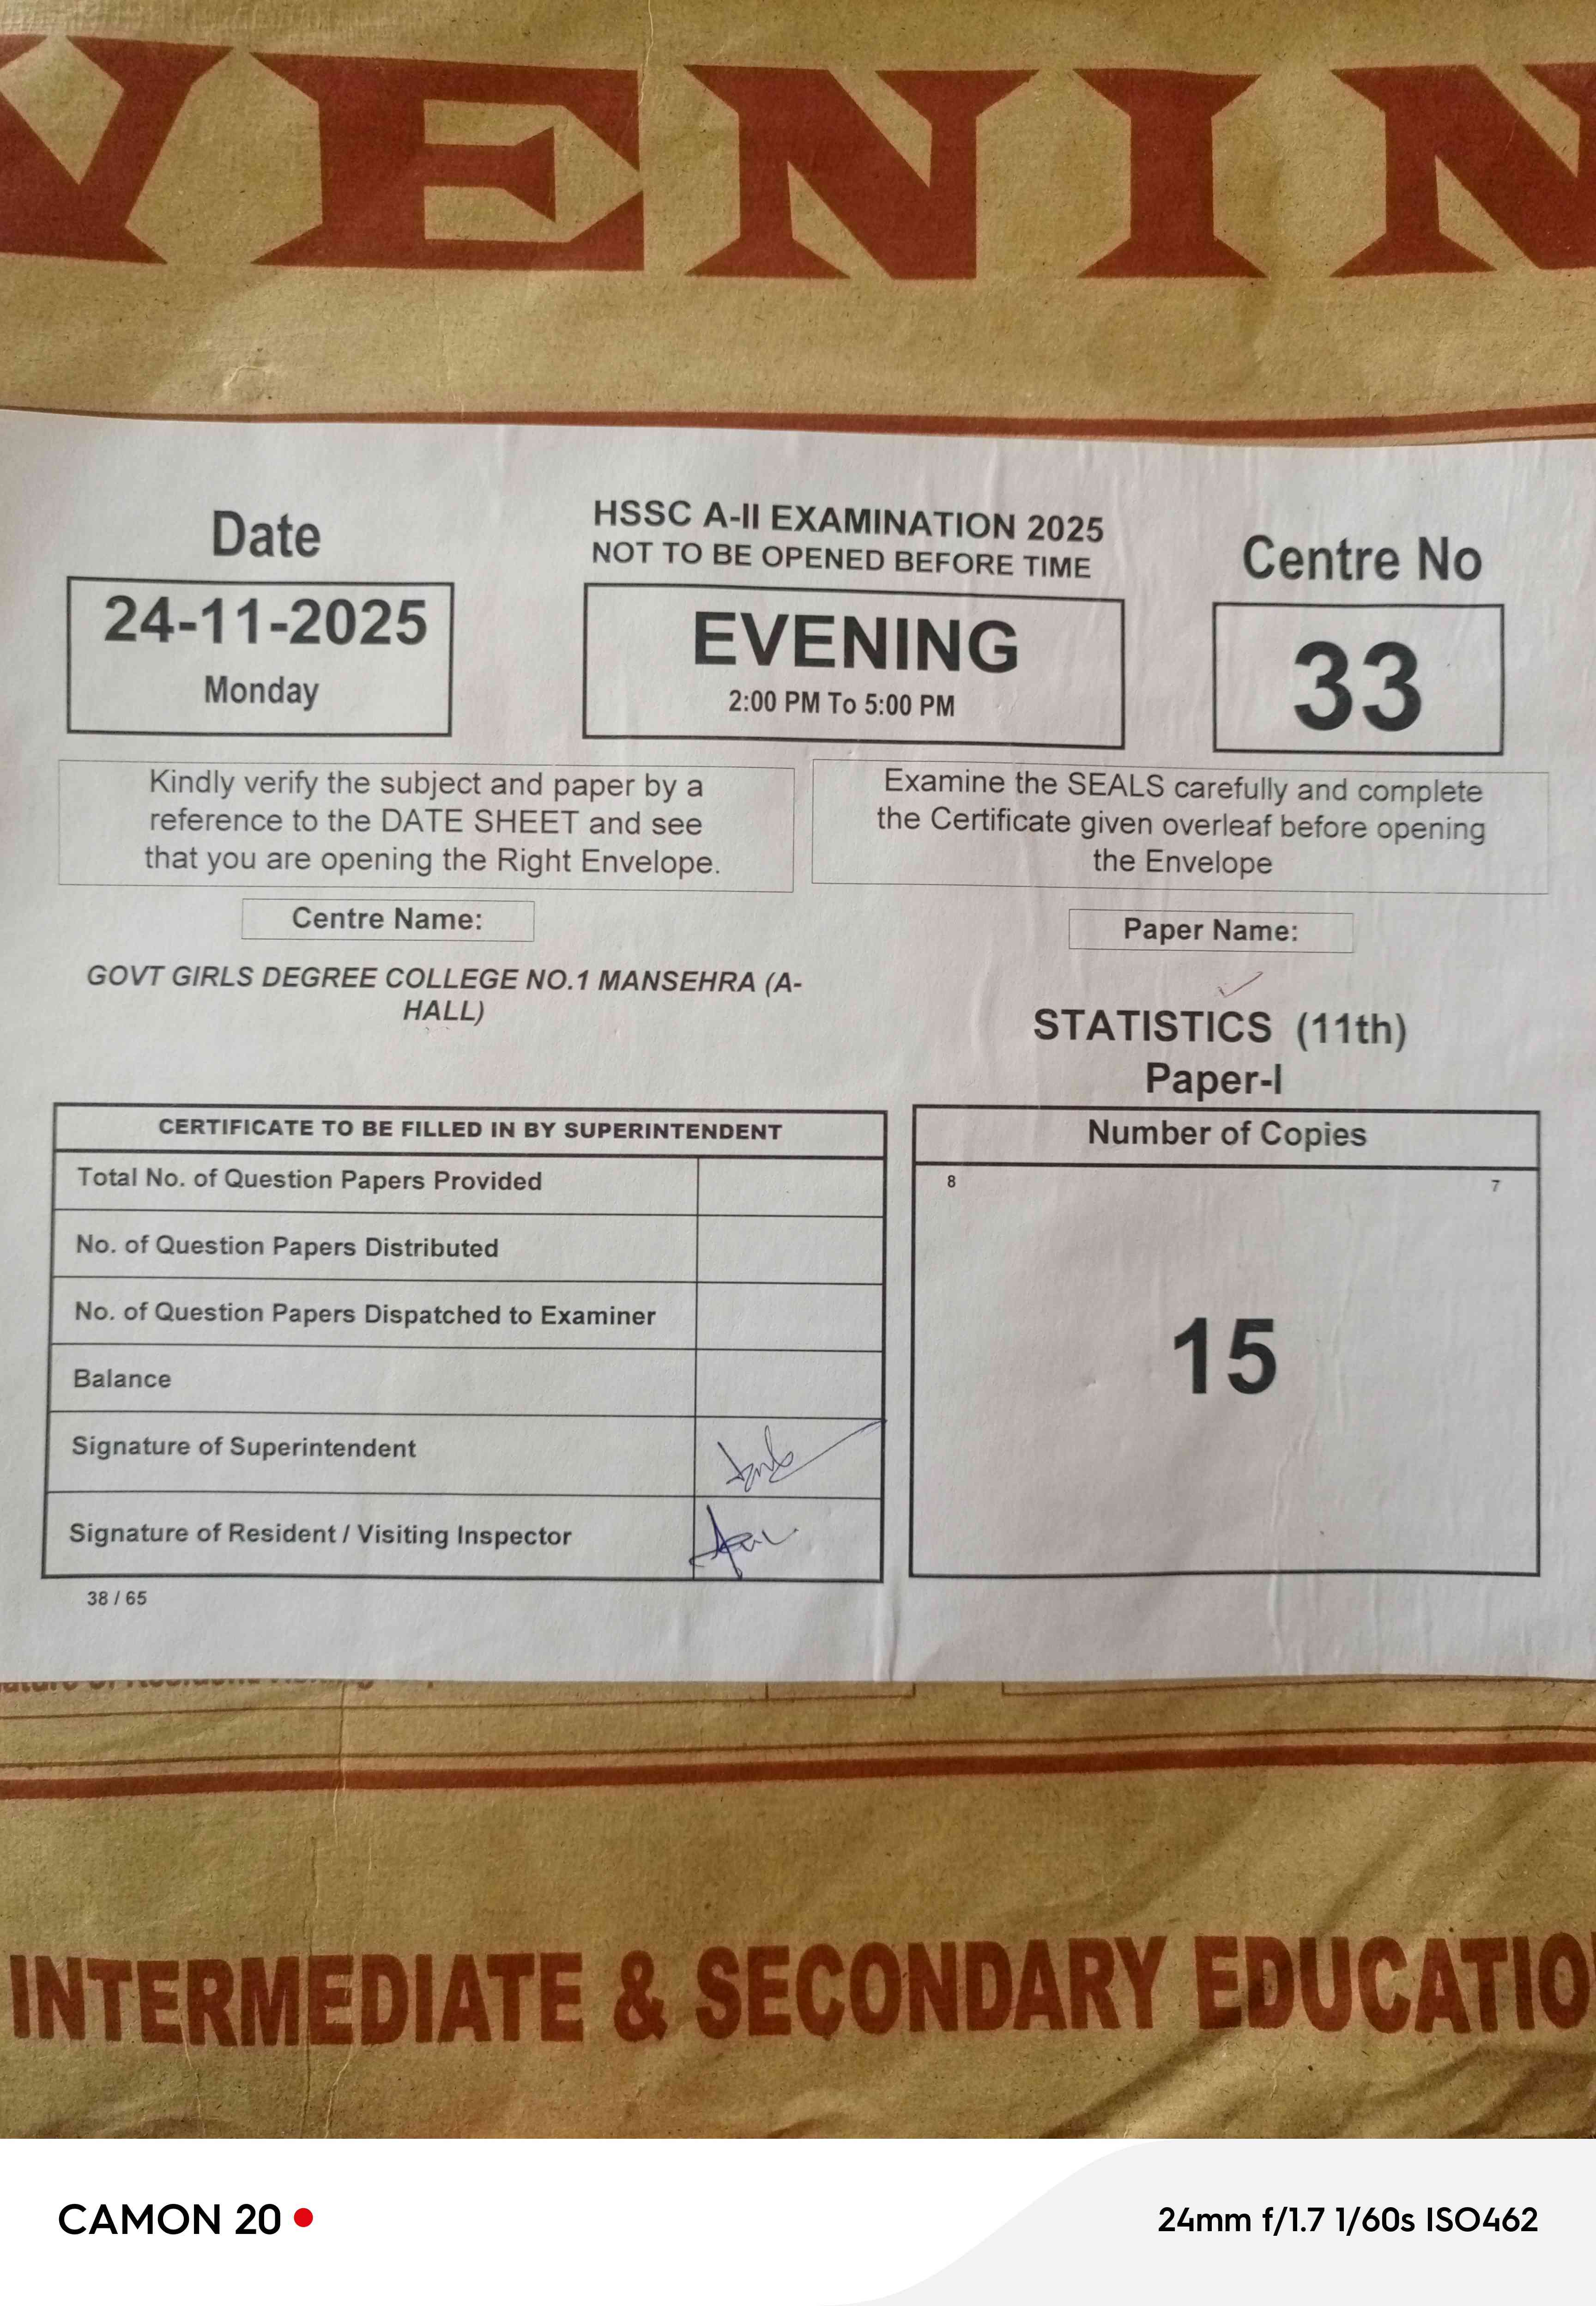 VENIN
Date
24-11-2025
Monday
HSSC A-II EXAMINATION 2025
NOT TO BE OPENED BEFORE TIME
EVENING
2:00 PM To 5:00 PM
Centre No
33
Kindly verify the subject and paper by a
reference to the DATE SHEET and see
that you are opening the Right Envelope.
Examine the SEALS carefully and complete
the Certificate given overleaf before opening
the Envelope
Centre Name:
GOVT GIRLS DEGREE COLLEGE NO.1 MANSEHRA (A-
HALL)
Paper Name:
STATISTICS (11th)
Paper-I
CERTIFICATE TO BE FILLED IN BY SUPERINTENDENT
Total No. of Question Papers Provided
No. of Question Papers Distributed
No. of Question Papers Dispatched to Examiner
Balance
Signature of Superintendent
Signature of Resident / Visiting Inspector
38 / 65
Number of Copies
8 7
15
INTERMEDIATE & SECONDARY EDUCATIO
CAMON 20
24mm f/1.7 1/60s ISO462